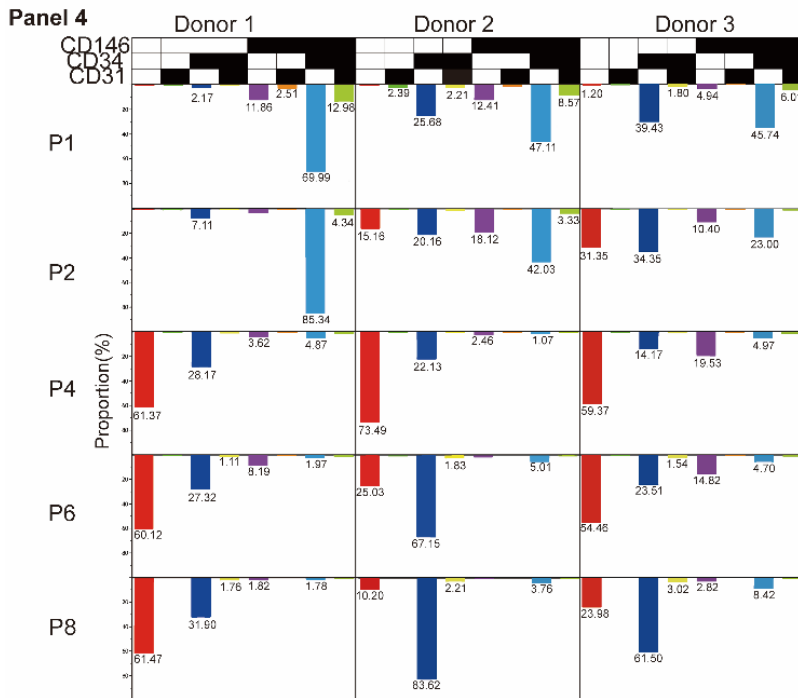 Panel 4
Donor 1 Donor 2 Donor 3
CD146
CD34
CD31
P1
2.17 2.51 11.86 12.98 69.99
2.39 25.68 2.21 12.41 47.11 8.57
1.20 39.43 1.80 4.94 45.74 6.0
P2
7.11 85.34 4.34
15.16 20.16 18.12 42.03 3.33
31.35 34.35 10.40 23.00
Proportion(%)
P4
61.37 28.17 3.62 4.87
73.49 22.13 2.46 1.07
59.37 14.17 19.53 4.97
P6
60.12 27.32 1.11 8.19 1.97
25.03 67.15 1.83 5.01
54.46 23.51 1.54 14.82 4.70
P8
61.47 31.90 1.76 1.82 1.78
10.20 83.62 2.21 3.76
23.98 61.50 3.02 2.82 8.42